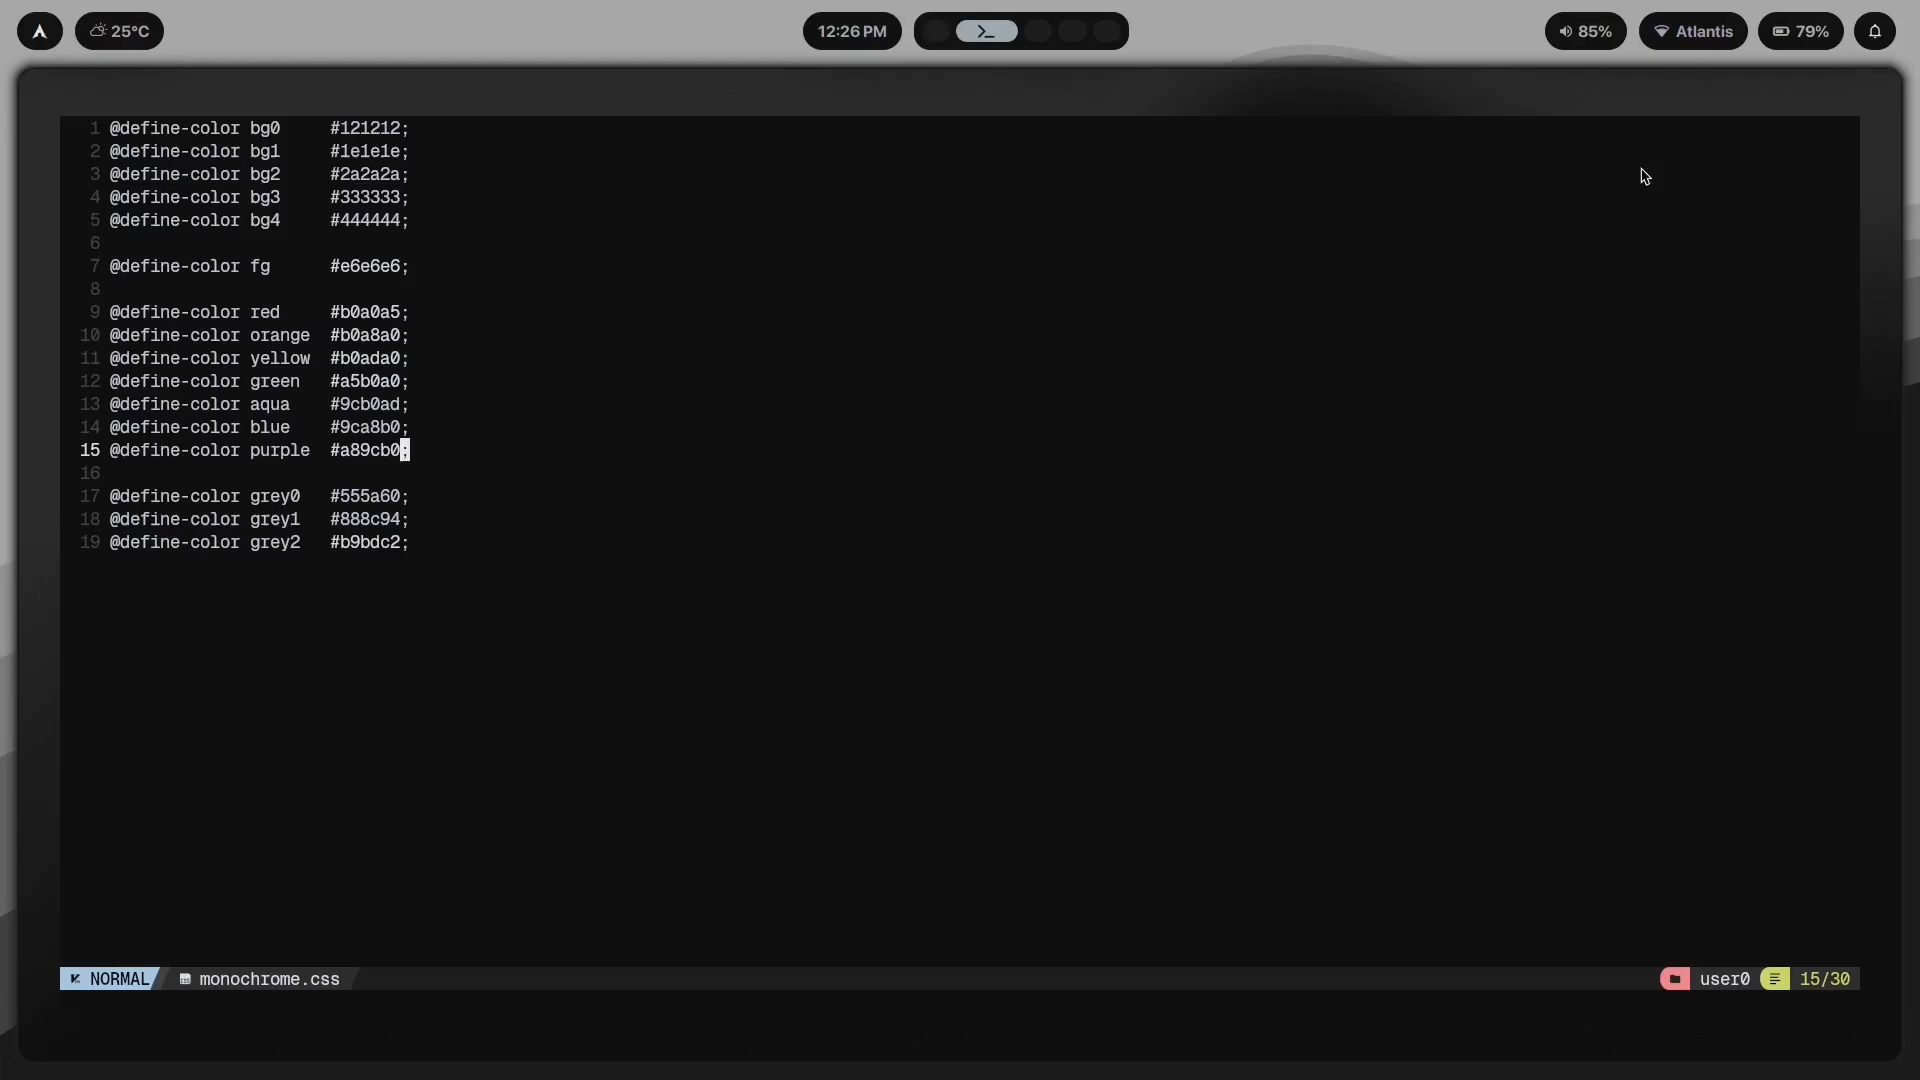 25°C
12:26 PM
85%
Atlantis
79%
1 @define-color bg0     #121212;
2 @define-color bg1     #1e1e1e;
3 @define-color bg2     #2a2a2a;
4 @define-color bg3     #333333;
5 @define-color bg4     #444444;
6
7 @define-color fg      #e6e6e6;
8
9 @define-color red     #b0a0a5;
10 @define-color orange  #b0a8a0;
11 @define-color yellow  #b0ada0;
12 @define-color green   #a5b0a0;
13 @define-color aqua    #9cb0ad;
14 @define-color blue    #9ca8b0;
15 @define-color purple  #a89cb0;
16
17 @define-color grey0   #555a60;
18 @define-color grey1   #888c94;
19 @define-color grey2   #b9bdc2;
NORMAL monochrome.css user0 15/30